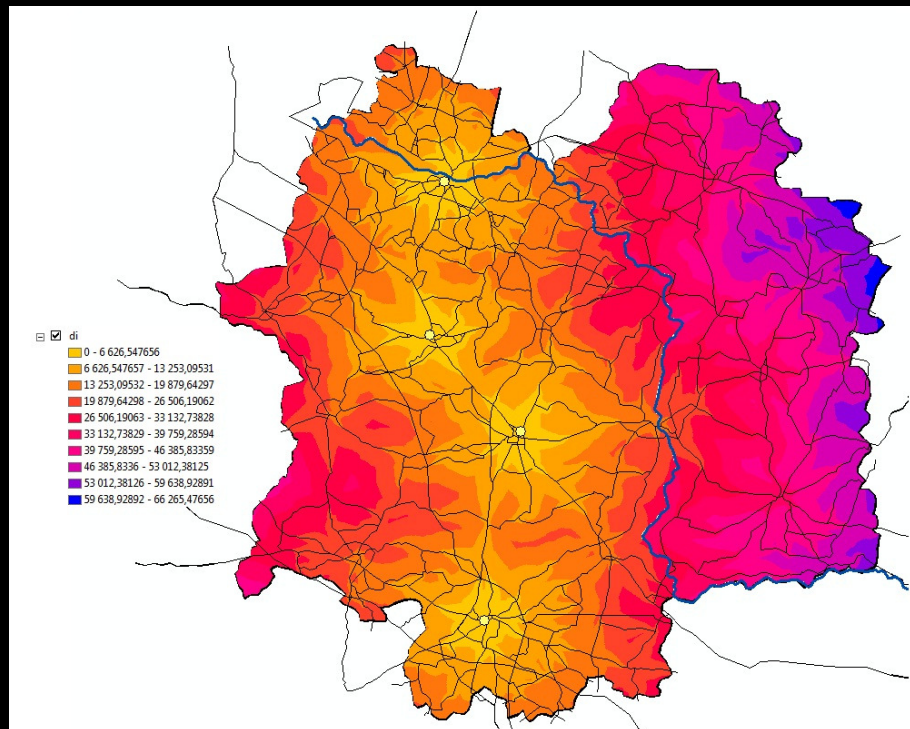 di
0 - 6 626,547656
6 626,547657 - 13 253,09531
13 253,09532 - 19 879,64297
19 879,64298 - 26 506,19062
26 506,19063 - 33 132,73828
33 132,73829 - 39 759,28594
39 759,28595 - 46 385,83359
46 385,8336 - 53 012,38125
53 012,38126 - 59 638,92891
59 638,92892 - 66 265,47656